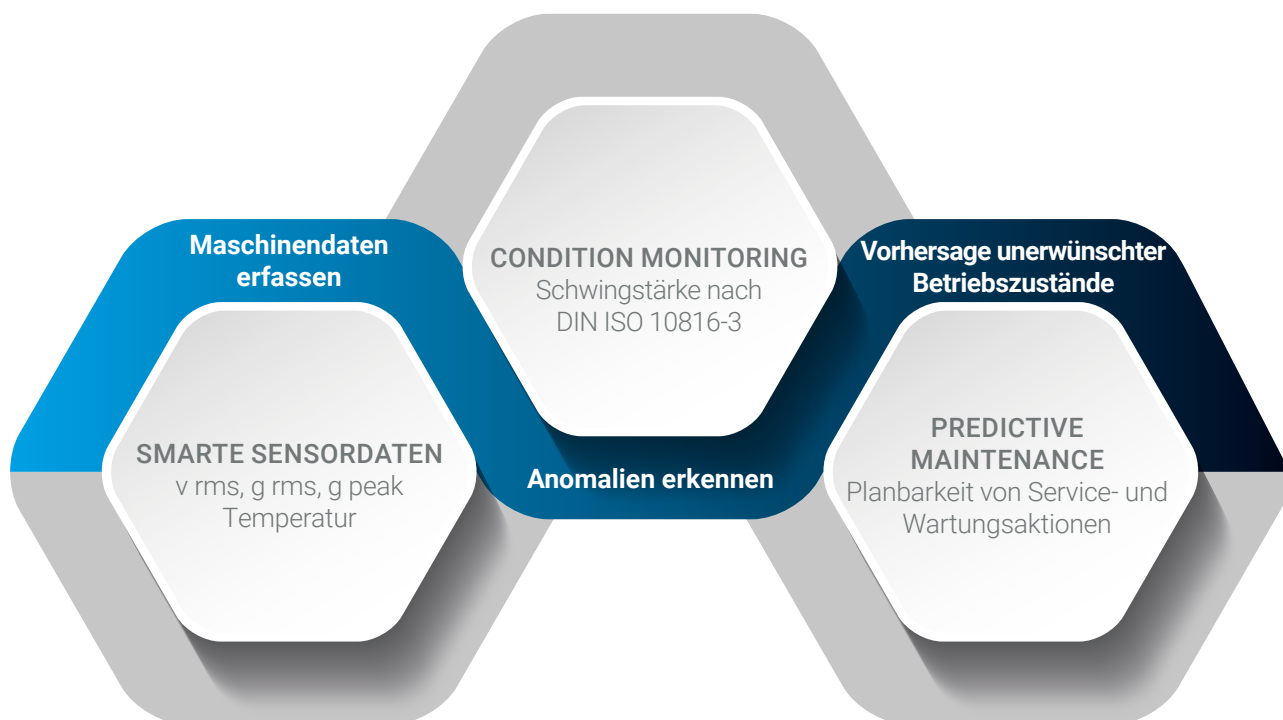 Maschinendaten
erfassen
SMARTE SENSORDATEN
v rms, g rms, g peak
Temperatur
CONDITION MONITORING
Schwingstärke nach
DIN ISO 10816-3
Anomalien erkennen
Vorhersage unerwünschter
Betriebszustände
PREDICTIVE
MAINTENANCE
Planbarkeit von Service- und
Wartungsaktionen